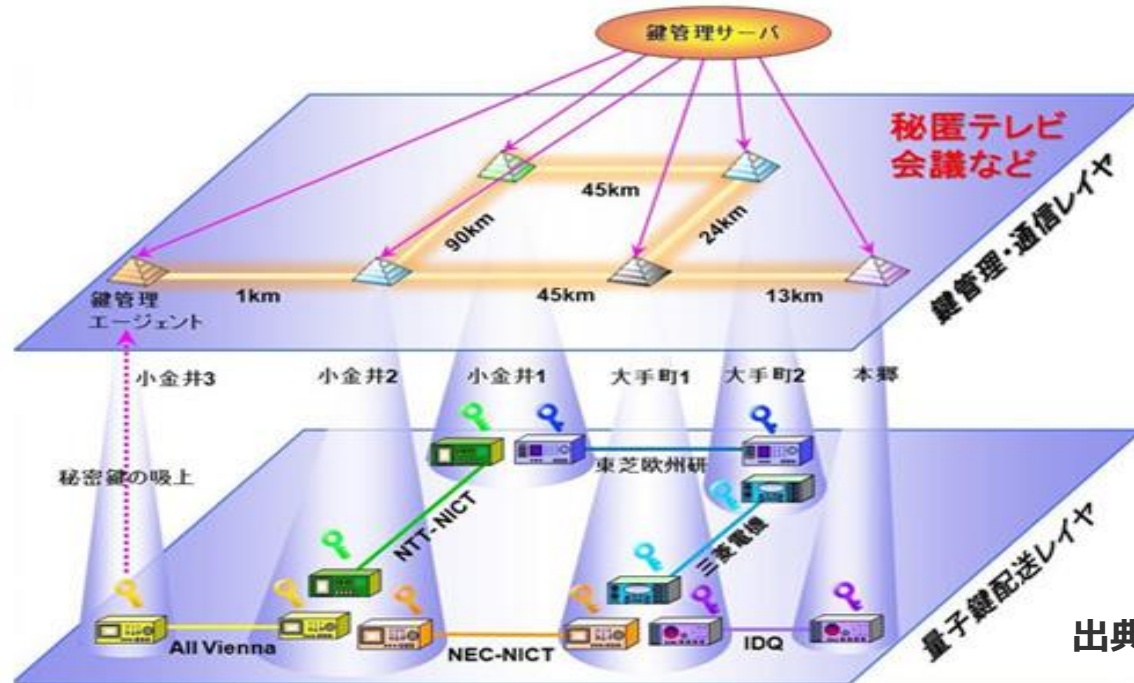 鍵管理サーバ
秘匿テレビ
会議など
鍵管理・通信レイヤ
45km
90km
24km
1km
45km
13km
鍵管理
エージェント
小金井3
小金井2
小金井1
大手町1
大手町2
本郷
秘密鍵の吸上
東芝欧州研
NTT-NICT
三菱電機
All Vienna
NEC-NICT
IDQ
量子鍵配送レイヤ
出典